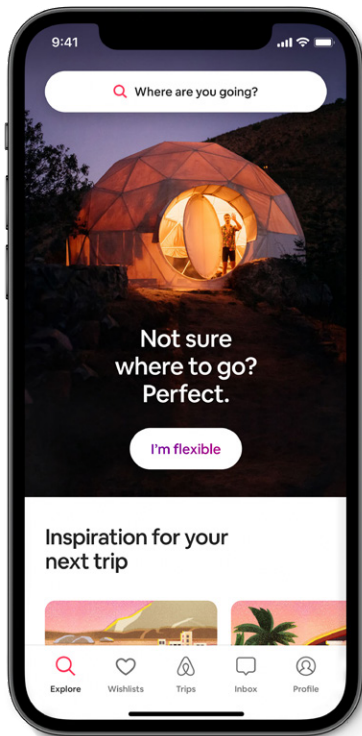 9:41
Where are you going?
Not sure
where to go?
Perfect.
I'm flexible
Inspiration for your
next trip
Explore
Wishlists
Trips
Inbox
Profile